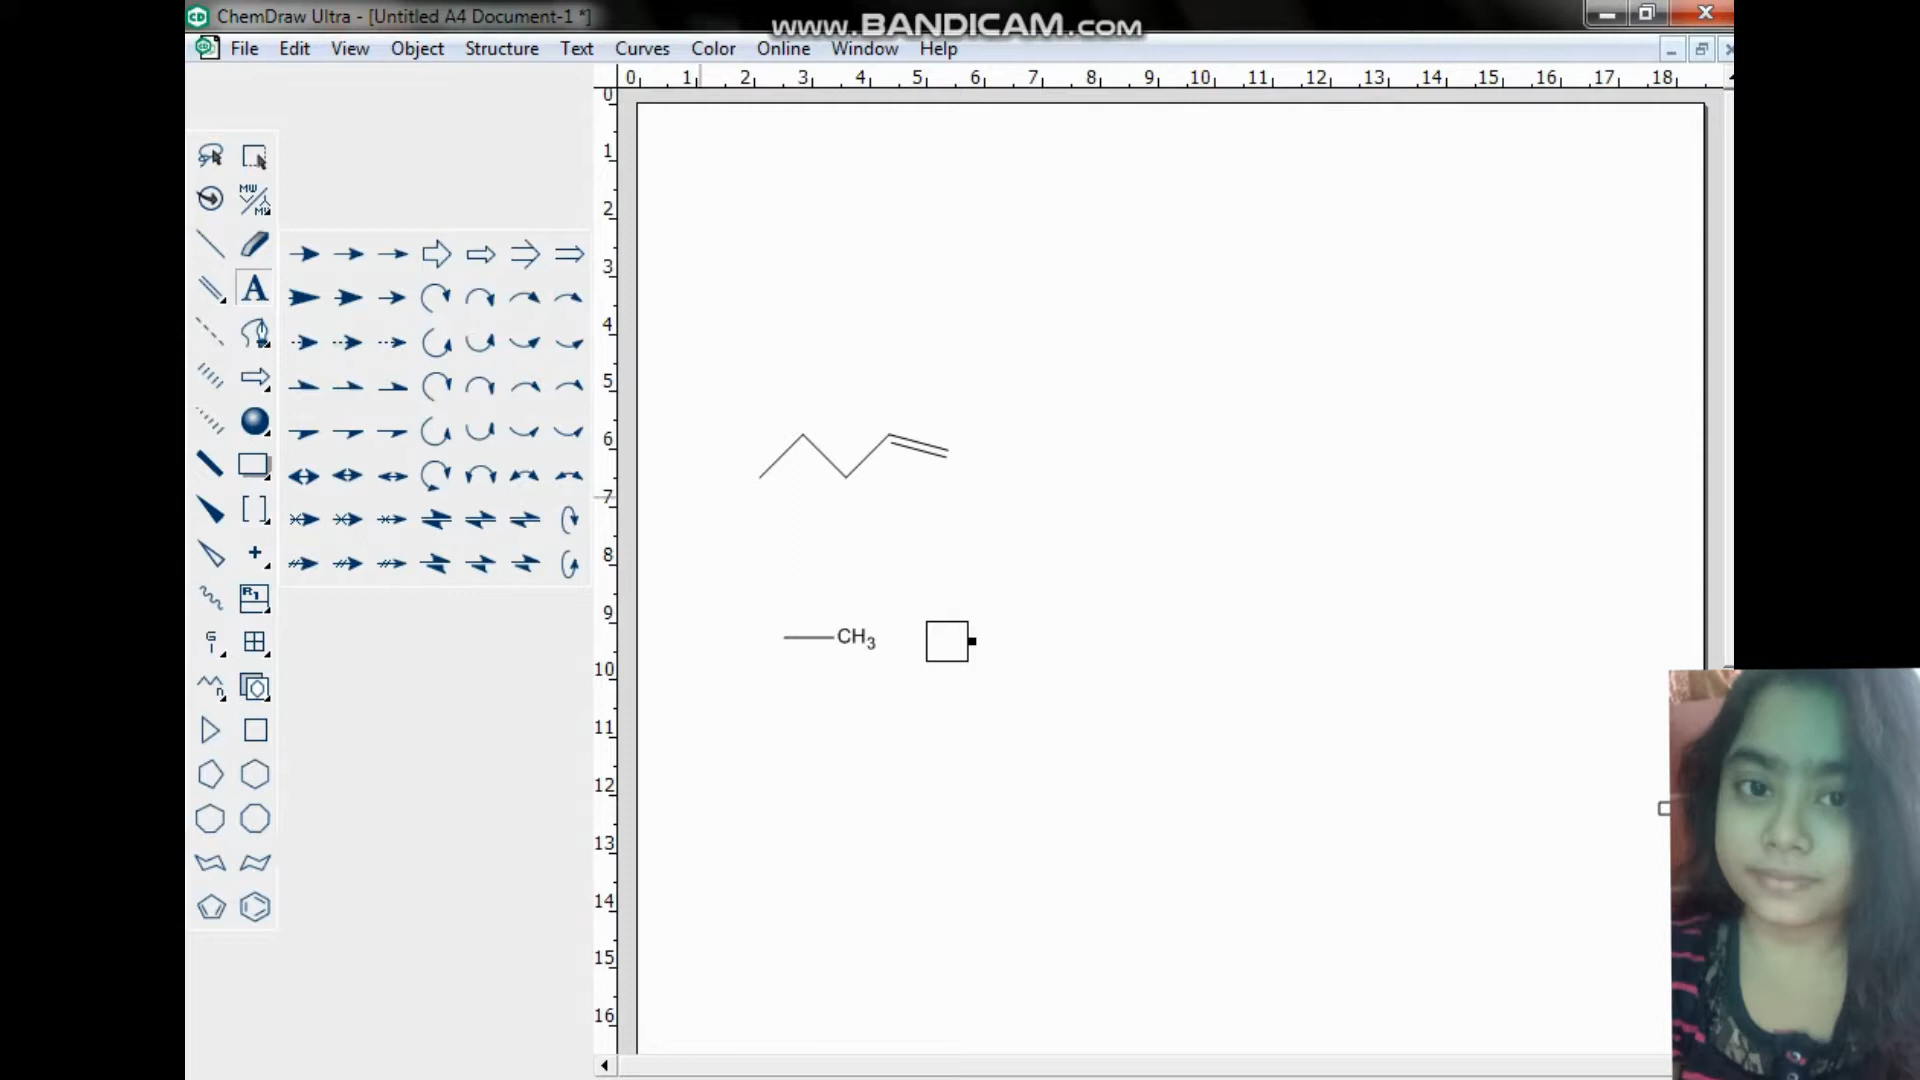 www.BANDICAM.com
ChemDraw Ultra - [Untitled A4 Document-1 *]
File Edit View Object Structure Text Curves Color Online Window Help
0 1 2 3 4 5 6 7 8 9 10 11 12 13 14 15 16 17 18
0
1
2
3
4
5
6
7
8
9
10
11
12
13
14
15
16
MW
A
R1
n
CH3